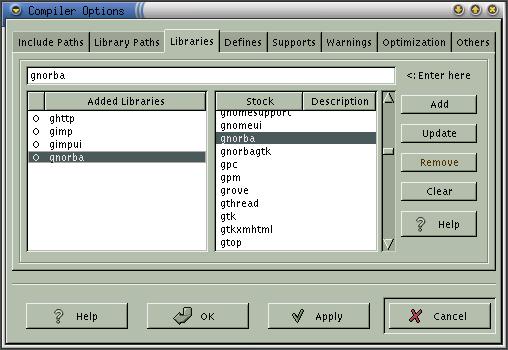 Compiler Options
Include Paths Library Paths Libraries Defines Supports Warnings Optimization Others
gnorba <:Enter here
Added Libraries Stock Description
ghttp
gimp
gimpui
gnorba
gnomesupport
gnomeui
gnorba
gnorbagtk
gpc
gpm
grove
gthread
gtk
gtkxmhtml
gtop
Add
Update
Remove
Clear
? Help
? Help OK Apply Cancel